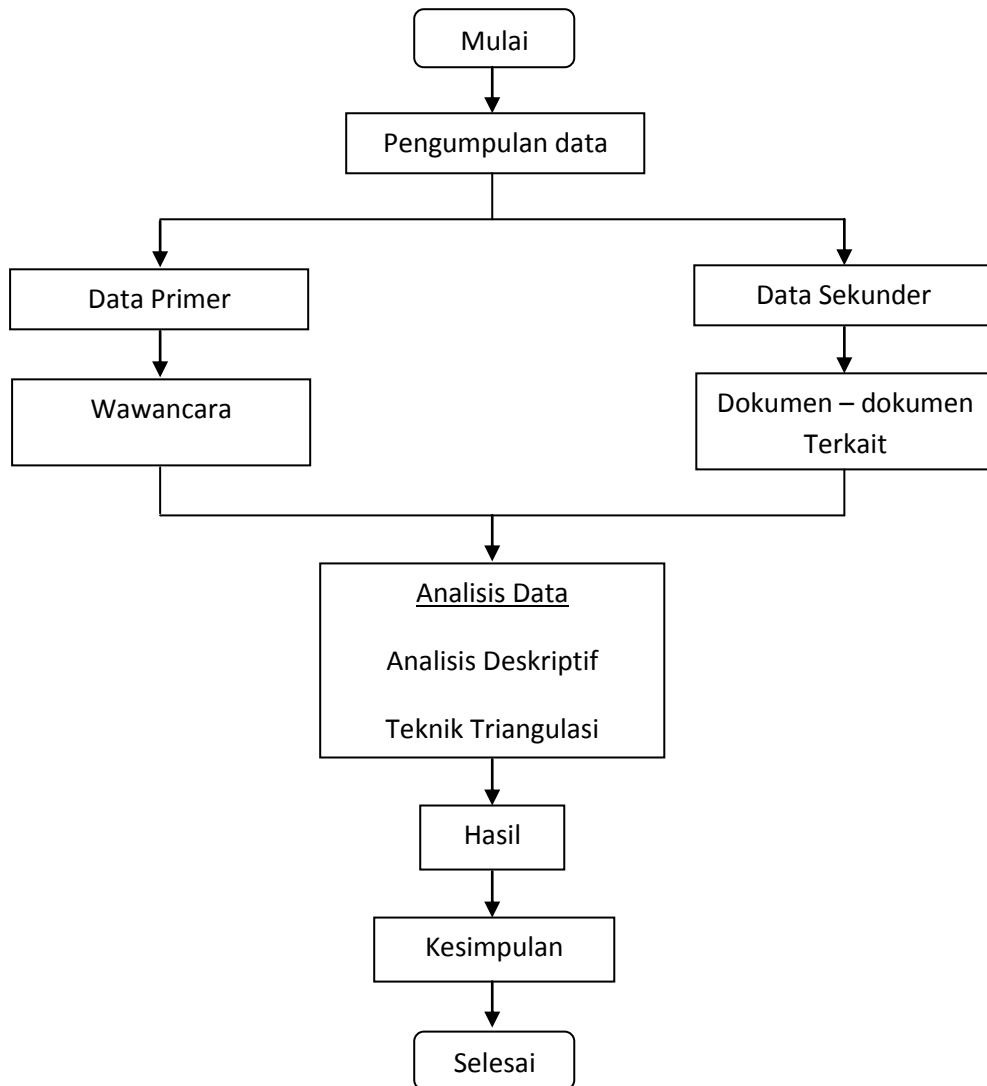 Mulai
Pengumpulan data
Data Primer
Data Sekunder
Wawancara
Dokumen – dokumen
Terkait
Analisis Data
Analisis Deskriptif
Teknik Triangulasi
Hasil
Kesimpulan
Selesai